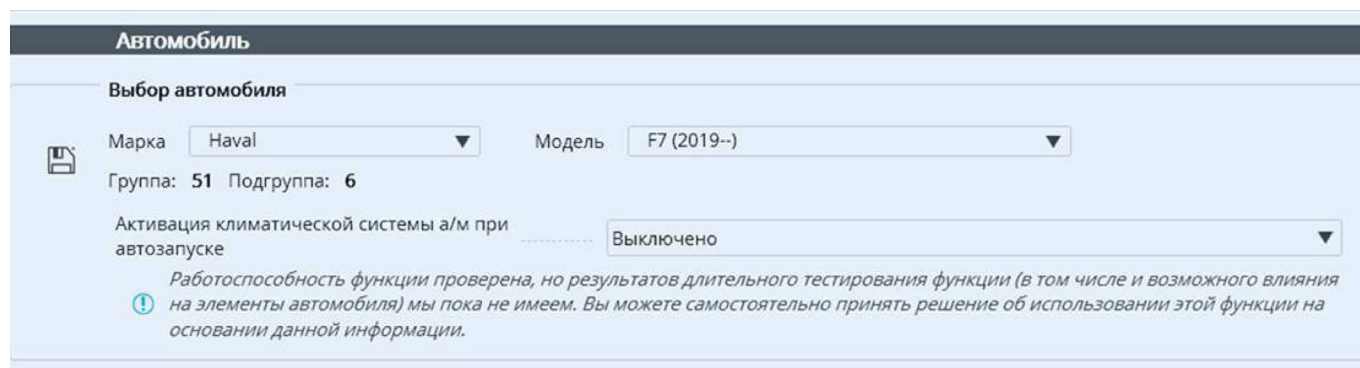 Автомобиль
Выбор автомобиля
Марка Haval Модель F7 (2019--)
Группа: 51 Подгруппа: 6
Активация климатической системы а/м при
автозапуске Выключено
Работоспособность функции проверена, но результатов длительного тестирования функции (в том числе и возможного влияния
на элементы автомобиля) мы пока не имеем. Вы можете самостоятельно принять решение об использовании этой функции на
основании данной информации.